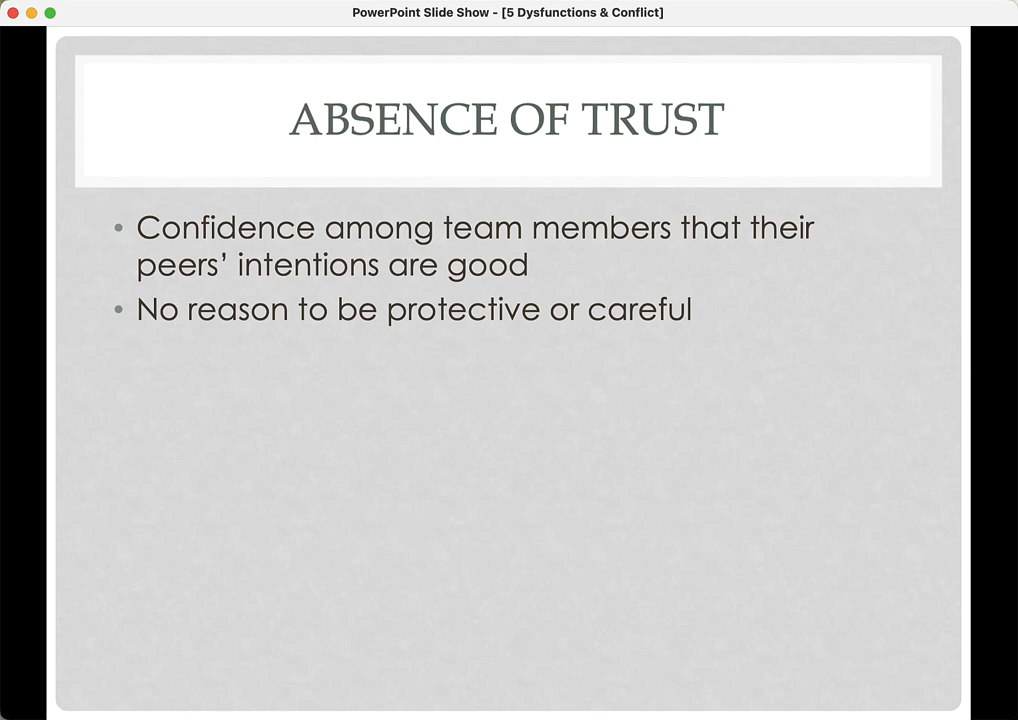 PowerPoint Slide Show - [5 Dysfunctions & Conflict]
ABSENCE OF TRUST
• Confidence among team members that their
peers’ intentions are good
• No reason to be protective or careful